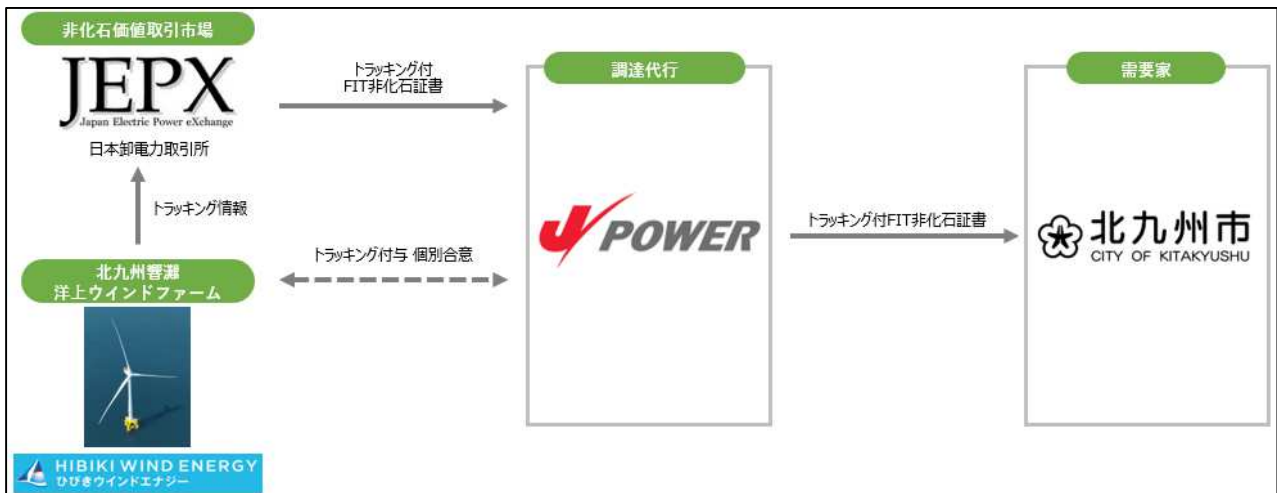 非化石価値取引市場
JEPX
Japan Electric Power eXchange
日本卸電力取引所
トラッキング情報
北九州響灘
洋上ウインドファーム
HIBIKI WIND ENERGY
ひびきウインドエナジー
トラッキング付
FIT非化石証書
トラッキング付与 個別合意
調達代行
J POWER
トラッキング付FIT非化石証書
需要家
北九州市
CITY OF KITAKYUSHU